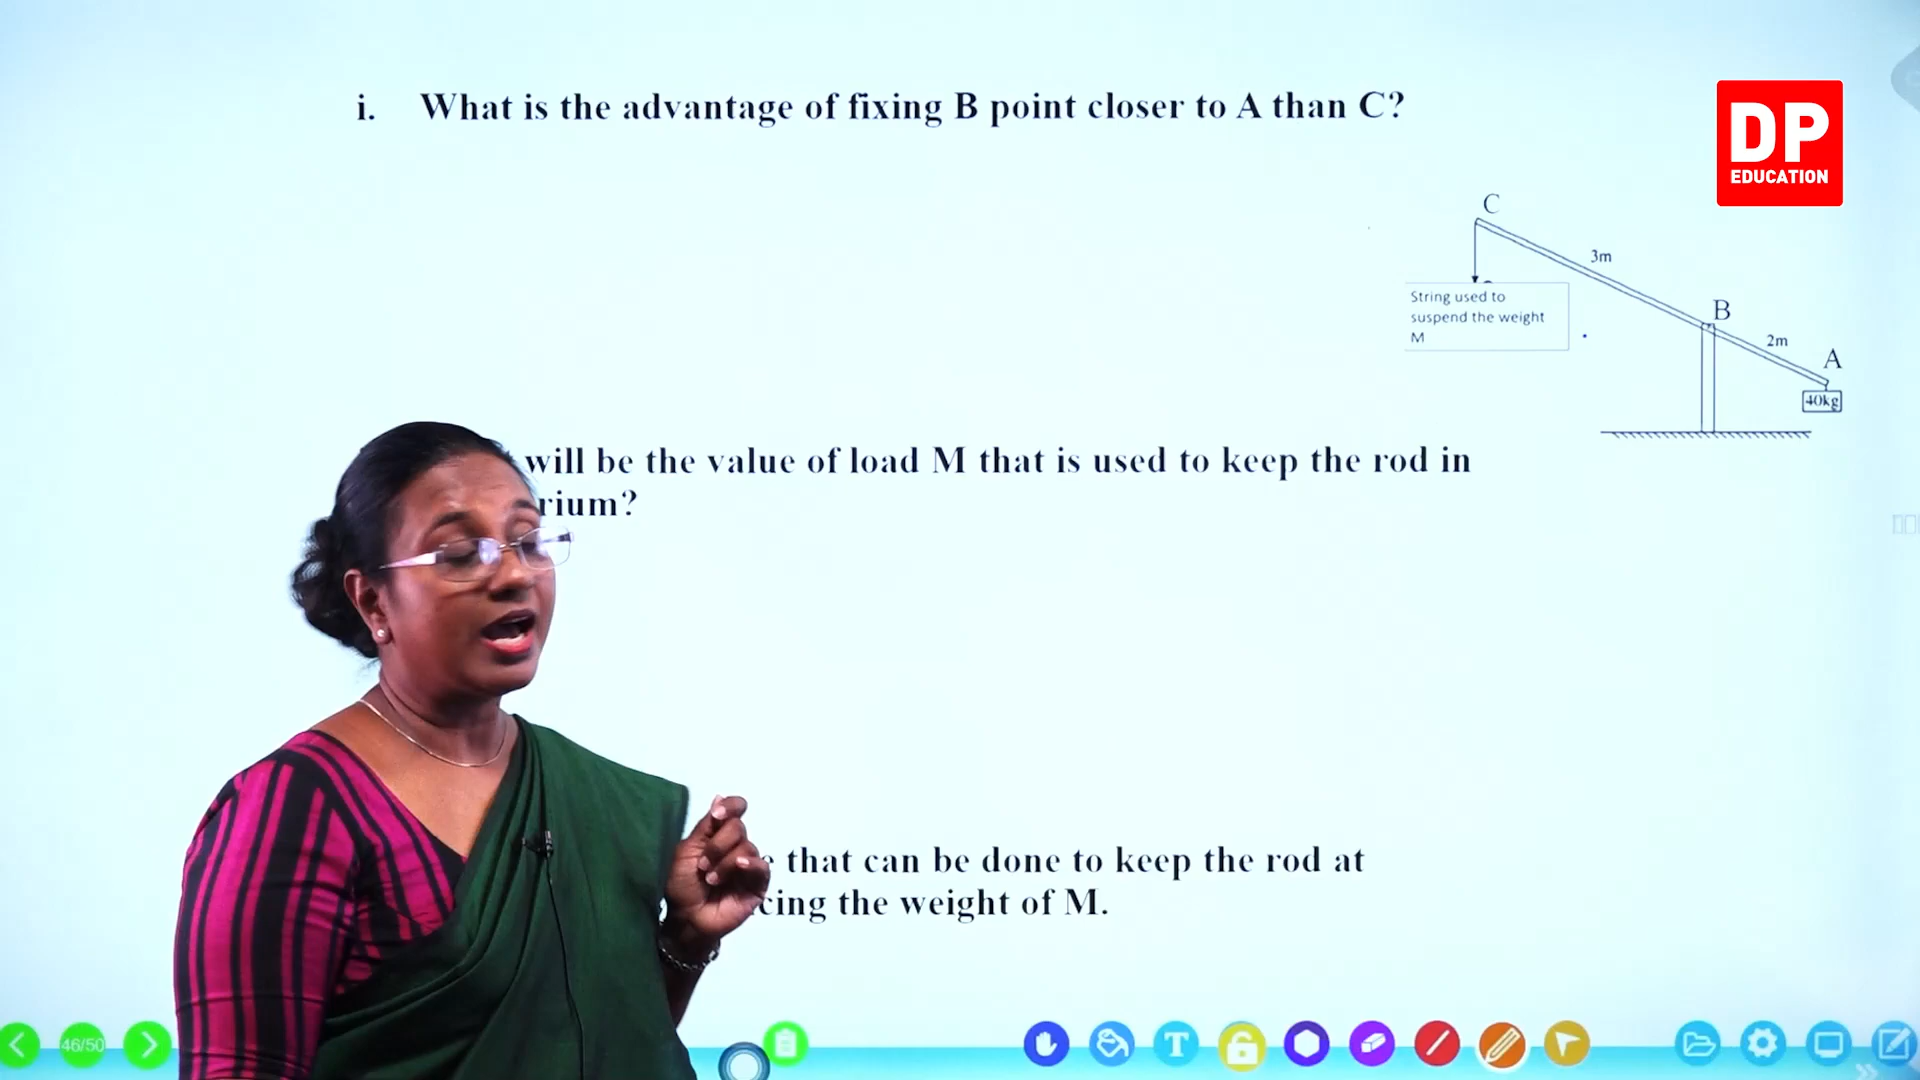 i. What is the advantage of fixing B point closer to A than C?
DP
EDUCATION
C
3m
String used to
suspend the weight
M
B
2m
A
40kg
will be the value of load M that is used to keep the rod in
rium?
that can be done to keep the rod at
cing the weight of M.
46/50
T